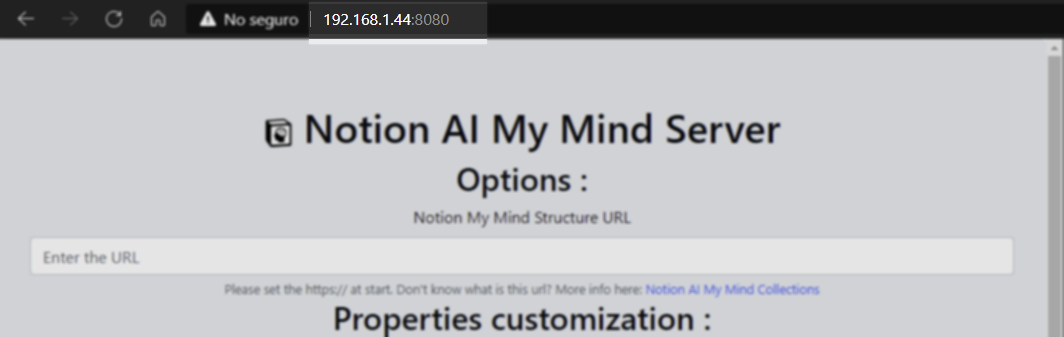 No seguro 192.168.1.44:8080
Notion AI My Mind Server
Options :
Notion My Mind Structure URL
Enter the URL
Please set the https:// at start. Don't know what is this url? More info here: Notion AI My Mind Collections
Properties customization :